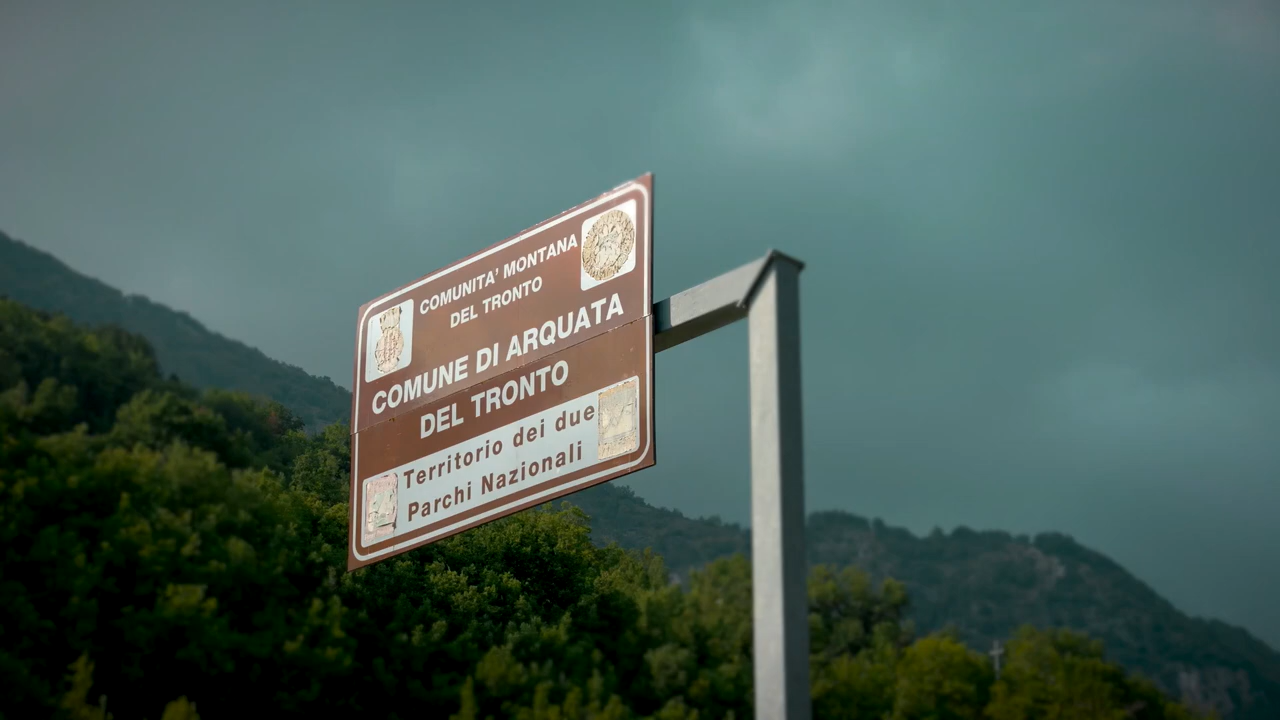 COMUNITA' MONTANA
DEL TRONTO
COMUNE DI ARQUATA
DEL TRONTO
Territorio dei due
Parchi Nazionali